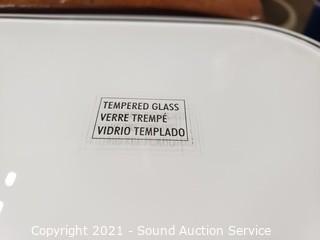 TEMPERED GLASS
VERRE TREMPÉ
VIDRIO TEMPLADO
Copyright 2021 - Sound Auction Service